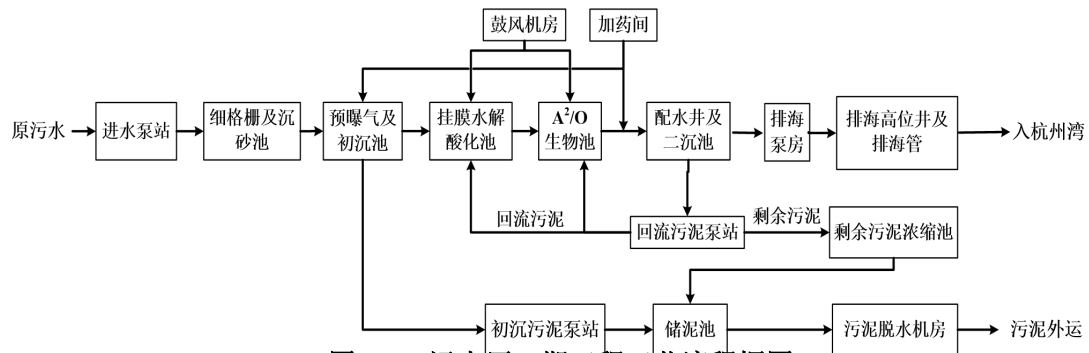 鼓风机房
加药间
原污水
进水泵站
细格栅及沉
砂池
预曝气及
初沉池
挂膜水解
酸化池
A²/O
生物池
配水井及
二沉池
排海
泵房
排海高位井及
排海管
入杭州湾
回流污泥
回流污泥泵站
剩余污泥
剩余污泥浓缩池
初沉污泥泵站
储泥池
污泥脱水机房
污泥外运